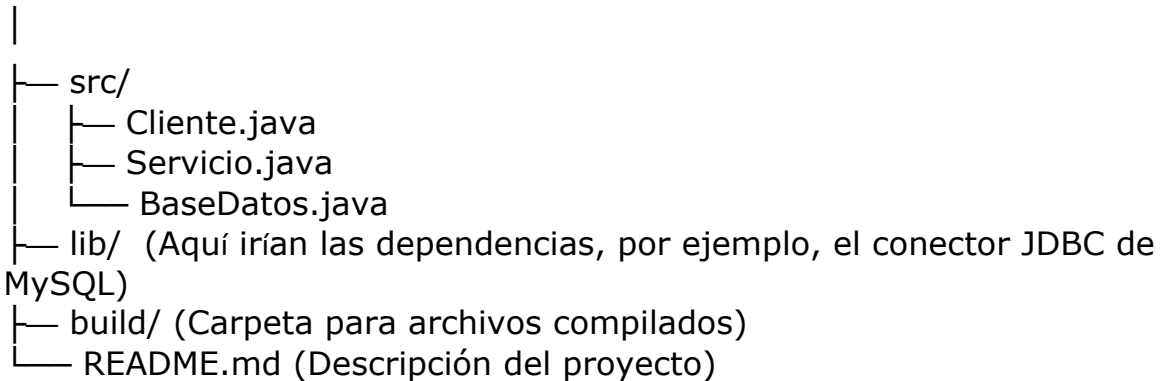 │
├── src/
│ ├── Cliente.java
│ ├── Servicio.java
│ └── BaseDatos.java
├── lib/ (Aquí irían las dependencias, por ejemplo, el conector JDBC de
MySQL)
├── build/ (Carpeta para archivos compilados)
└── README.md (Descripción del proyecto)